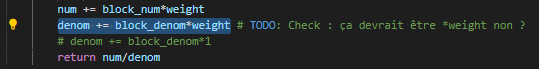 num += block_num*weight
denom += block_denom*weight # TODO: Check : ça devrait être *weight non ?
# denom += block_denom*1
return num/denom